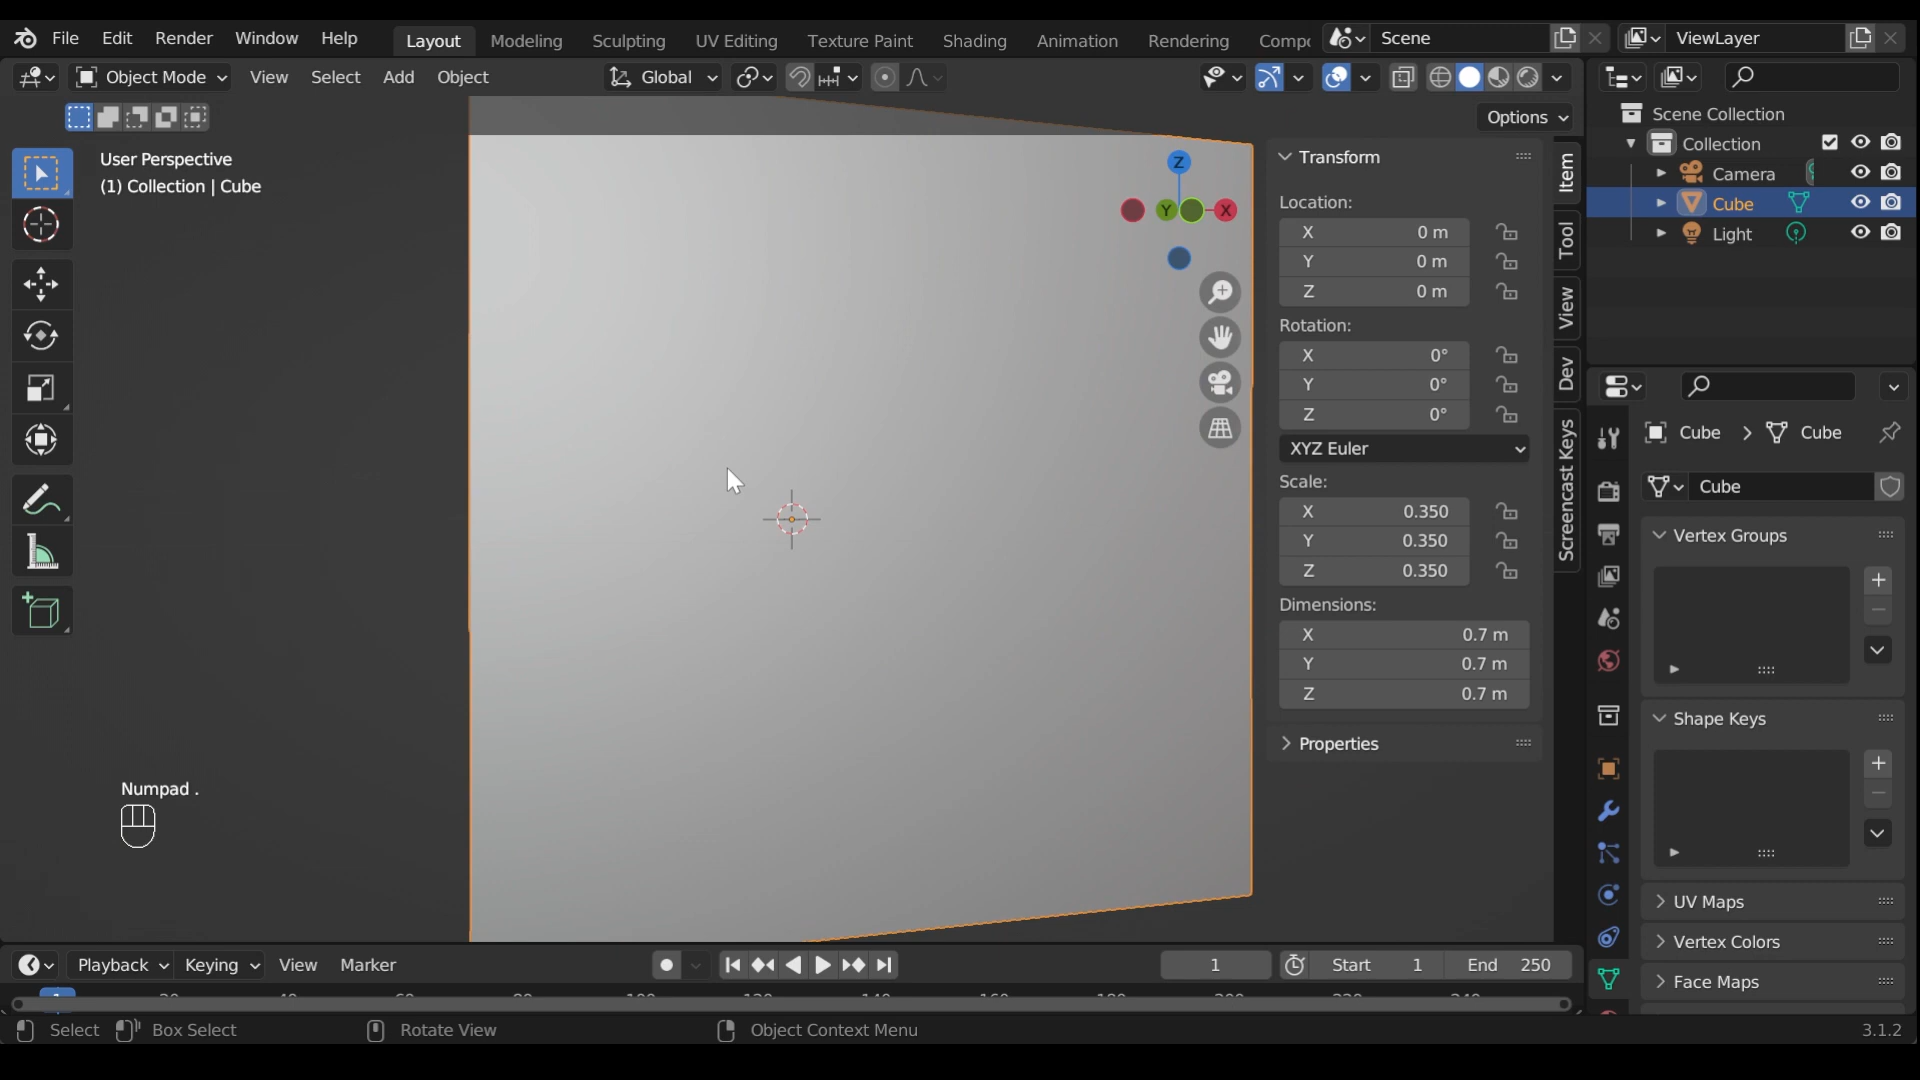 File Edit Render Window Help Layout Modeling Sculpting UV Editing Texture Paint Shading Animation Rendering Compo Scene ViewLayer
Object Mode View Select Add Object Global
Options
User Perspective
(1) Collection | Cube
Z
Y X
Numpad .
Transform
Location:
X 0 m
Y 0 m
Z 0 m
Rotation:
X 0°
Y 0°
Z 0°
XYZ Euler
Scale:
X 0.350
Y 0.350
Z 0.350
Dimensions:
X 0.7 m
Y 0.7 m
Z 0.7 m
Properties
Item
Tool
View
Dev
Screencast Keys
Scene Collection
Collection
Camera
Cube
Light
Cube Cube
Cube
Vertex Groups
Shape Keys
UV Maps
Vertex Colors
Face Maps
Playback Keying View Marker 1 Start 1 End 250
Select Box Select Rotate View Object Context Menu 3.1.2